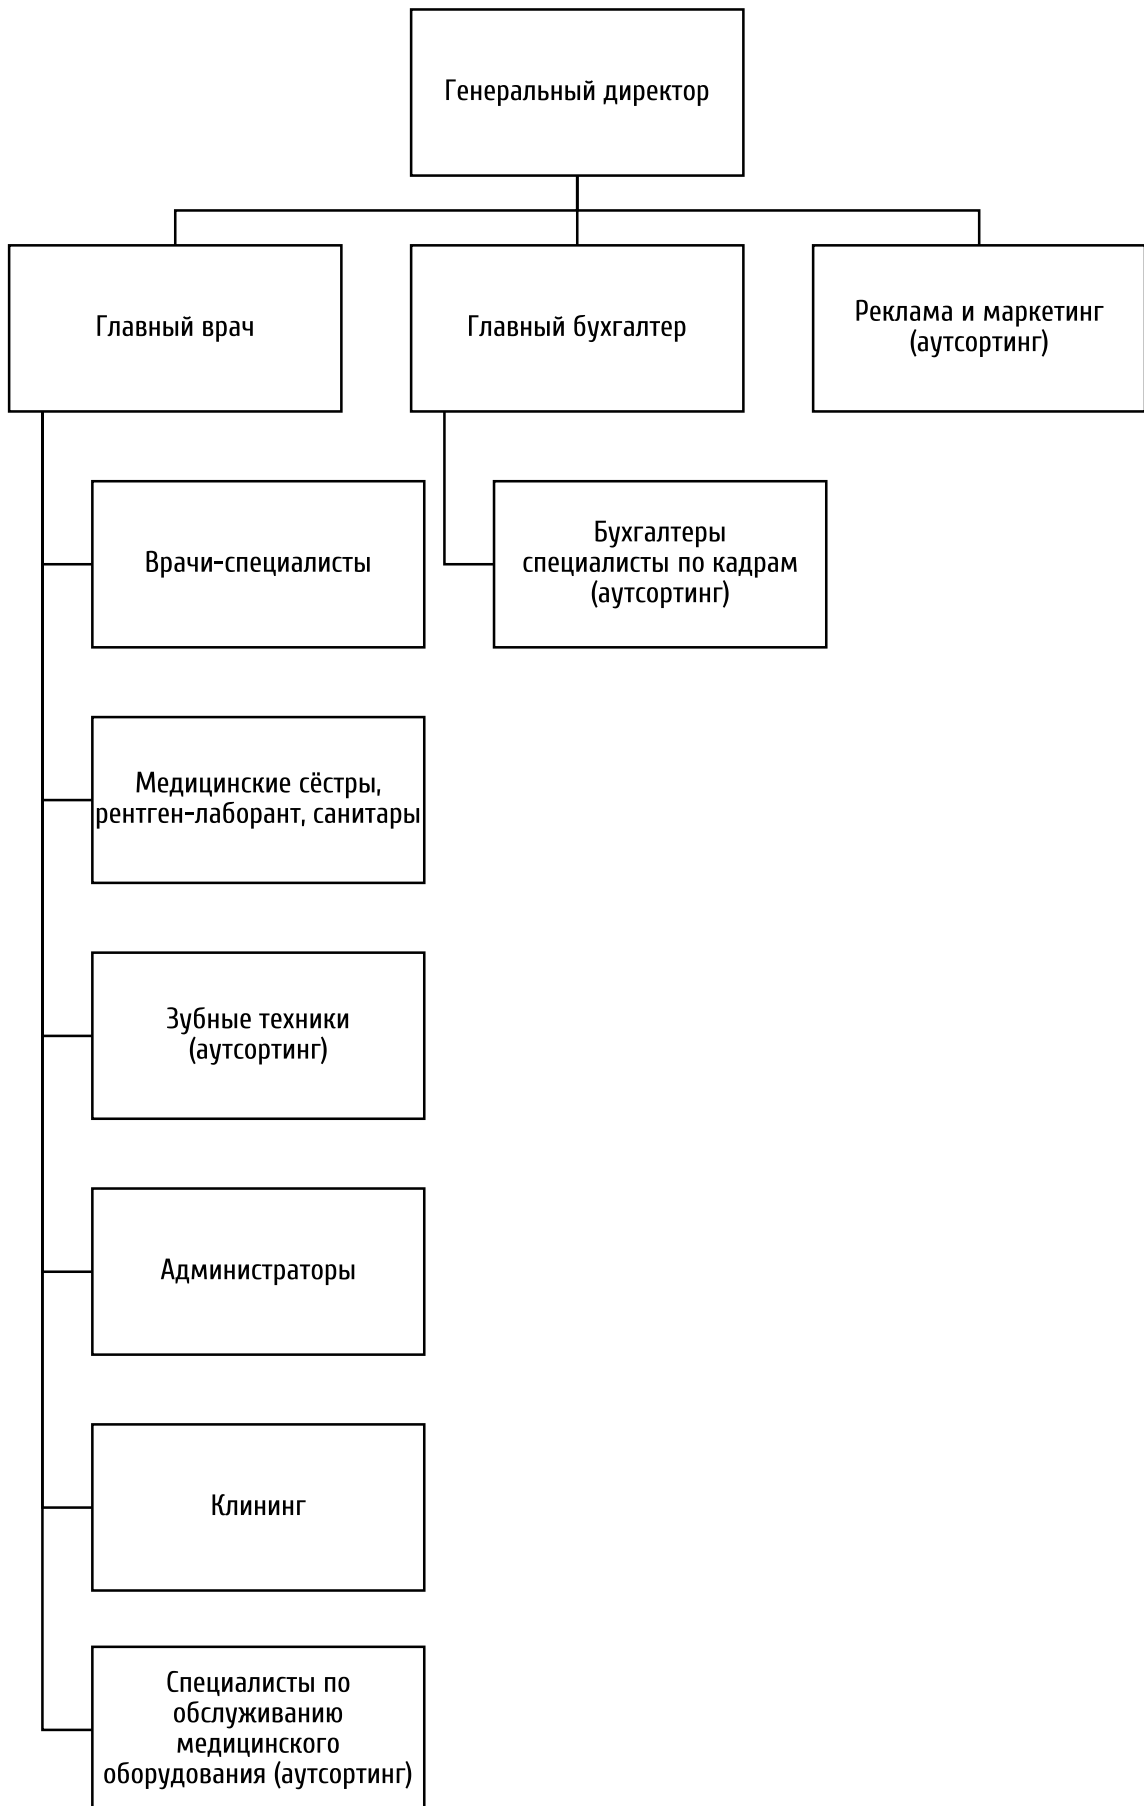 Генеральный директор
Главный врач
Главный бухгалтер
Реклама и маркетинг
(аутсортинг)
Врачи-специалисты
Бухгалтеры
специалисты по кадрам
(аутсортинг)
Медицинские сёстры,
рентген-лаборант, санитары
Зубные техники
(аутсортинг)
Администраторы
Клининг
Специалисты по
обслуживанию
медицинского
оборудования (аутсортинг)